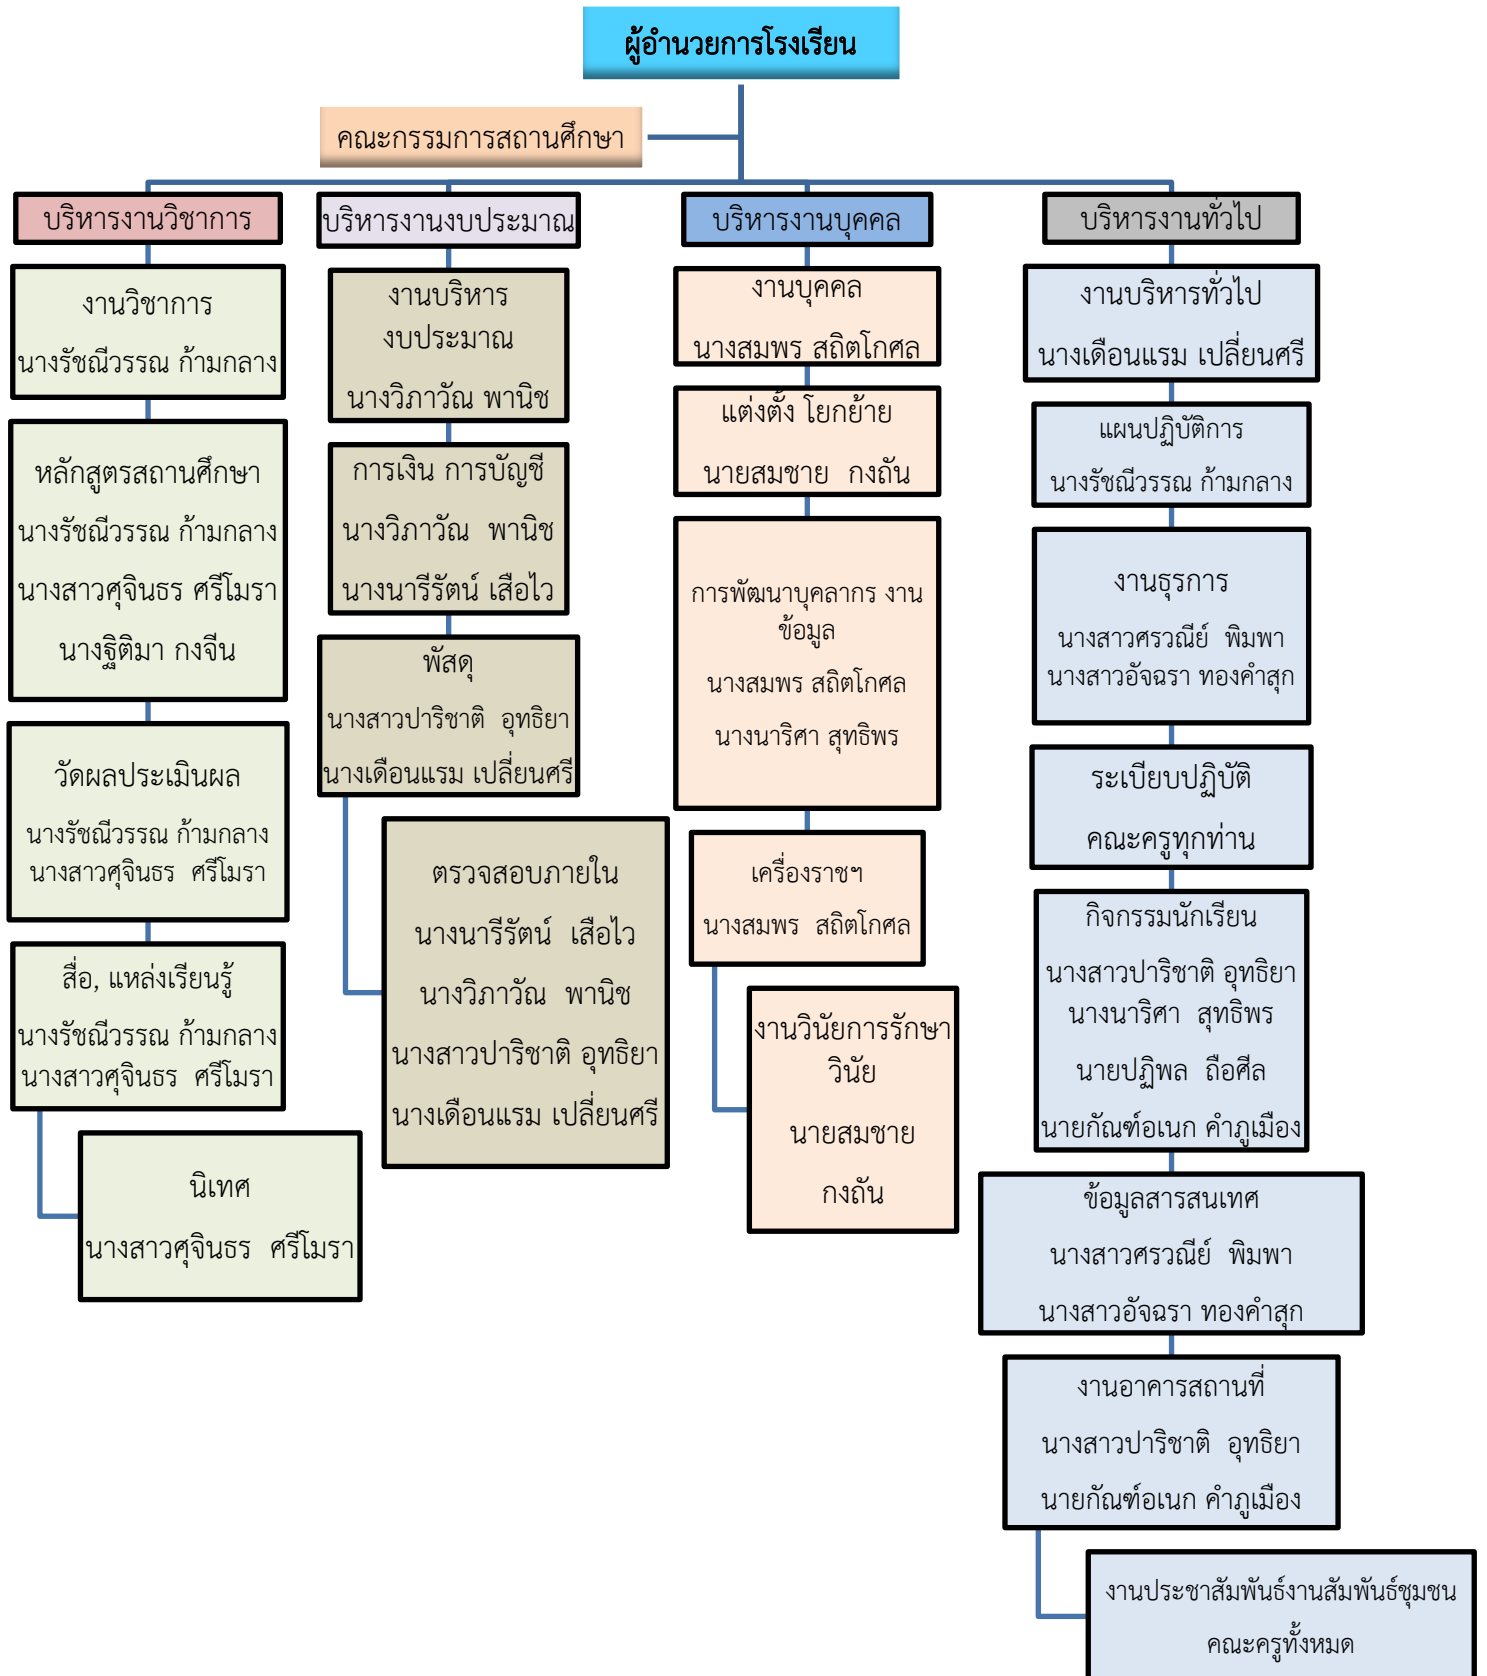 ผู้อำนวยการโรงเรียน
คณะกรรมการสถานศึกษา
บริหารงานวิชาการ
งานวิชาการ
นางรัชณีวรรณ ก้ามกลาง
หลักสูตรสถานศึกษา
นางรัชณีวรรณ ก้ามกลาง
นางสาวศุจินธร ศรีโมรา
นางฐิติมา กงจีน
วัดผลประเมินผล
นางรัชณีวรรณ ก้ามกลาง
นางสาวศุจินธร ศรีโมรา
สื่อ, แหล่งเรียนรู้
นางรัชณีวรรณ ก้ามกลาง
นางสาวศุจินธร ศรีโมรา
นิเทศ
นางสาวศุจินธร ศรีโมรา
บริหารงานงบประมาณ
งานบริหาร
งบประมาณ
นางวิภาวัณ พานิช
การเงิน การบัญชี
นางวิภาวัณ พานิช
นางนารีรัตน์ เสือไว
พัสดุ
นางสาวปาริชาติ อุทธิยา
นางเดือนแรม เปลี่ยนศรี
ตรวจสอบภายใน
นางนารีรัตน์ เสือไว
นางวิภาวัณ พานิช
นางสาวปาริชาติ อุทธิยา
นางเดือนแรม เปลี่ยนศรี
บริหารงานบุคคล
งานบุคคล
นางสมพร สถิตโกศล
แต่งตั้ง โยกย้าย
นายสมชาย กงถัน
การพัฒนาบุคลากร งาน
ข้อมูล
นางสมพร สถิตโกศล
นางนาริศา สุทธิพร
เครื่องราชฯ
นางสมพร สถิตโกศล
งานวินัยการรักษา
วินัย
นายสมชาย
กงถัน
บริหารงานทั่วไป
งานบริหารทั่วไป
นางเดือนแรม เปลี่ยนศรี
แผนปฏิบัติการ
นางรัชณีวรรณ ก้ามกลาง
งานธุรการ
นางสาวศรวณีย์ พิมพา
นางสาวอัจฉรา ทองคำสุก
ระเบียบปฏิบัติ
คณะครูทุกท่าน
กิจกรรมนักเรียน
นางสาวปาริชาติ อุทธิยา
นางนาริศา สุทธิพร
นายปฏิพล ถือศีล
นายกัณฑ์อเนก คำภูเมือง
ข้อมูลสารสนเทศ
นางสาวศรวณีย์ พิมพา
นางสาวอัจฉรา ทองคำสุก
งานอาคารสถานที่
นางสาวปาริชาติ อุทธิยา
นายกัณฑ์อเนก คำภูเมือง
งานประชาสัมพันธ์งานสัมพันธ์ชุมชน
คณะครูทั้งหมด